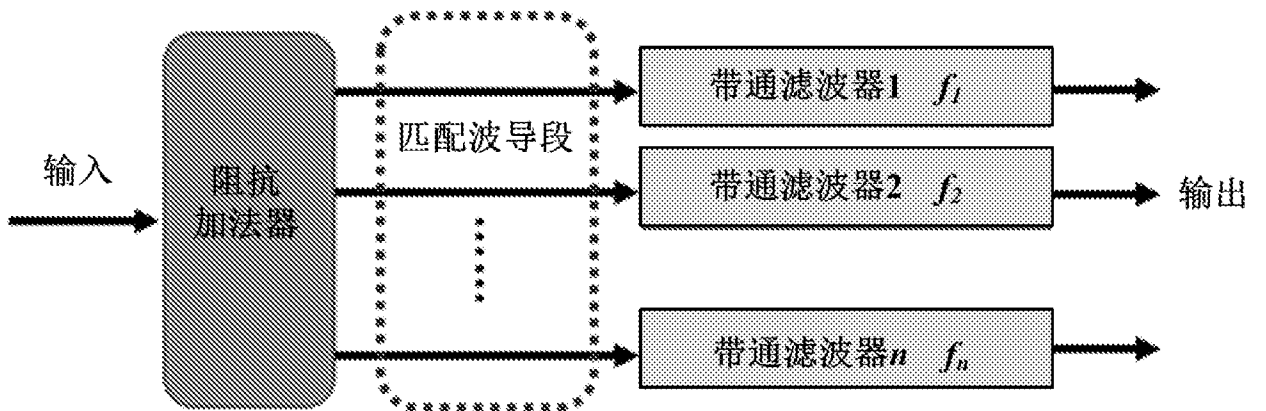 输入
阻抗
加法器
匹配波导段
带通滤波器1 f1
带通滤波器2 f2
带通滤波器n fn
输出